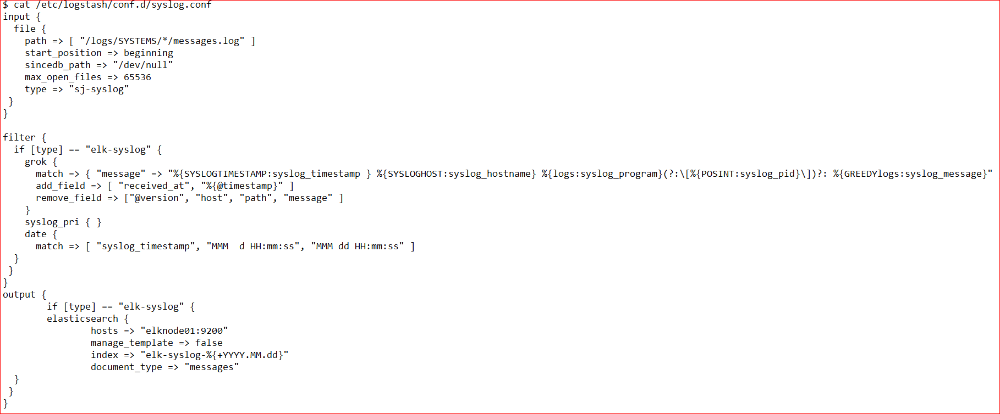 $ cat /etc/logstash/conf.d/syslog.conf
input {
  file {
    path => [ "/logs/SYSTEMS/*/messages.log" ]
    start_position => beginning
    sincedb_path => "/dev/null"
    max_open_files => 65536
    type => "sj-syslog"
 }
}

filter {
  if [type] == "elk-syslog" {
    grok {
      match => { "message" => "%{SYSLOGTIMESTAMP:syslog_timestamp } %{SYSLOGHOST:syslog_hostname} %{logs:syslog_program}(?:\[%{POSINT:syslog_pid}\])?: %{GREEDYlogs:syslog_message}"
      add_field => [ "received_at", "%{@timestamp}" ]
      remove_field => ["@version", "host", "path", "message" ]
    }
    syslog_pri { }
    date {
      match => [ "syslog_timestamp", "MMM  d HH:mm:ss", "MMM dd HH:mm:ss" ]
  }
 }
}
output {
        if [type] == "elk-syslog" {
        elasticsearch {
                hosts => "elknode01:9200"
                manage_template => false
                index => "elk-syslog-%{+YYYY.MM.dd}"
                document_type => "messages"
  }
 }
}